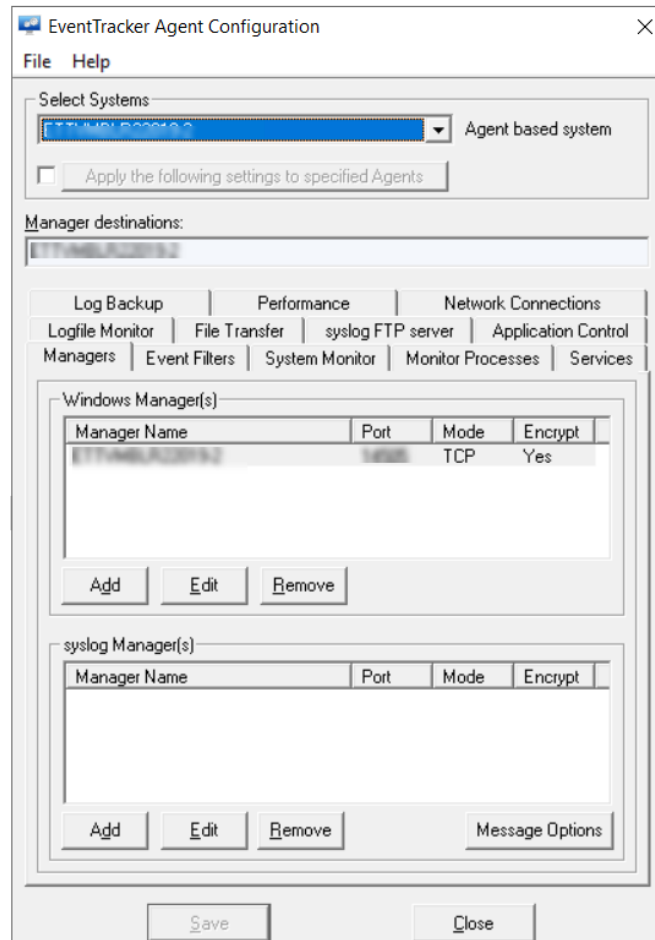 EventTracker Agent Configuration
File Help
Select Systems
Agent based system
Apply the following settings to specified Agents
Manager destinations:
Log Backup Performance Network Connections
Logfile Monitor File Transfer syslog FTP server Application Control
Managers Event Filters System Monitor Monitor Processes Services
Windows Manager(s)
Manager Name Port Mode Encrypt
TCP Yes
Add Edit Remove
syslog Manager(s)
Manager Name Port Mode Encrypt
Add Edit Remove Message Options
Save Close